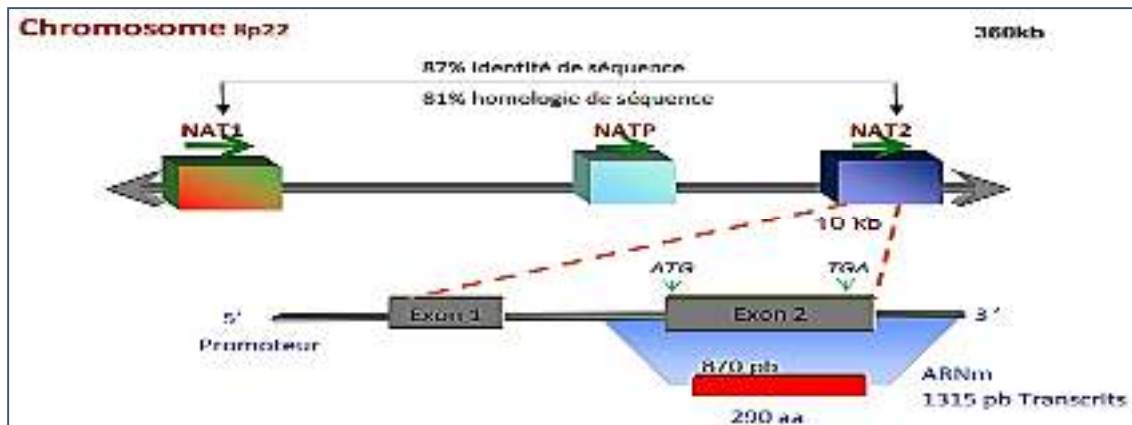 Chromosome 8p22
360kb
87% identité de séquence
81% homologie de séquence
NAT1
NATP
NAT2
10 Kb
ATG
TGA
5'
Exon 1
Exon 2
3'
Promoteur
870 pb
ARNm
1315 pb Transcrits
290 aa